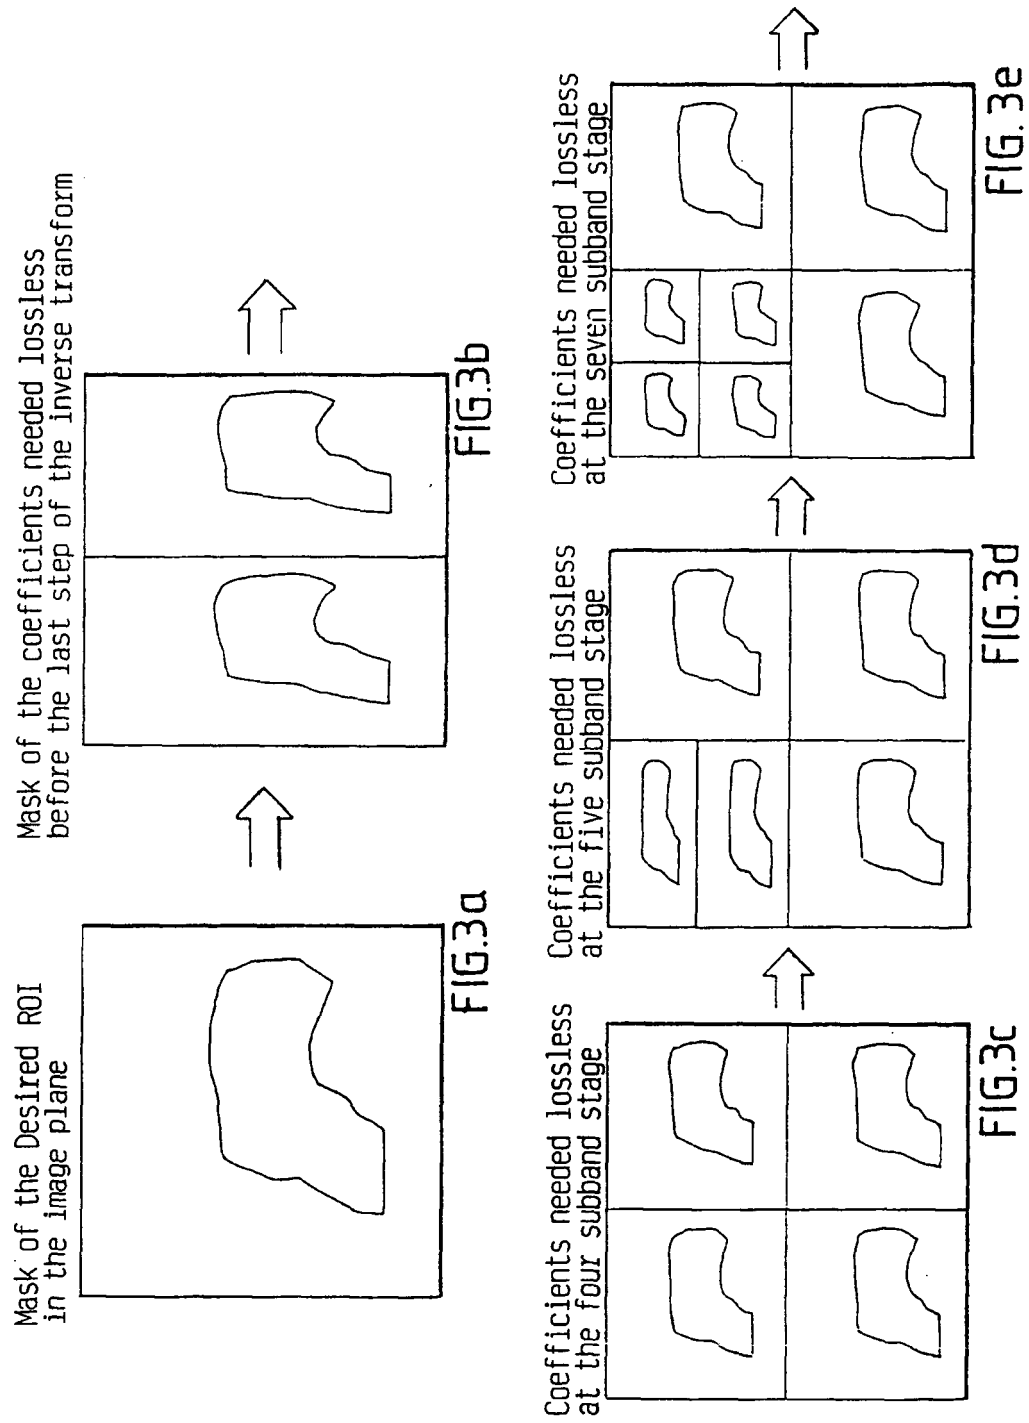 Mask of the Desired ROI
in the image plane
FIG.3a
Mask of the coefficients needed lossless
before the last step of the inverse transform
FIG.3b
Coefficients needed lossless
at the four subband stage
FIG.3c
Coefficients needed lossless
at the five subband stage
FIG.3d
Coefficients needed lossless
at the seven subband stage
FIG.3e